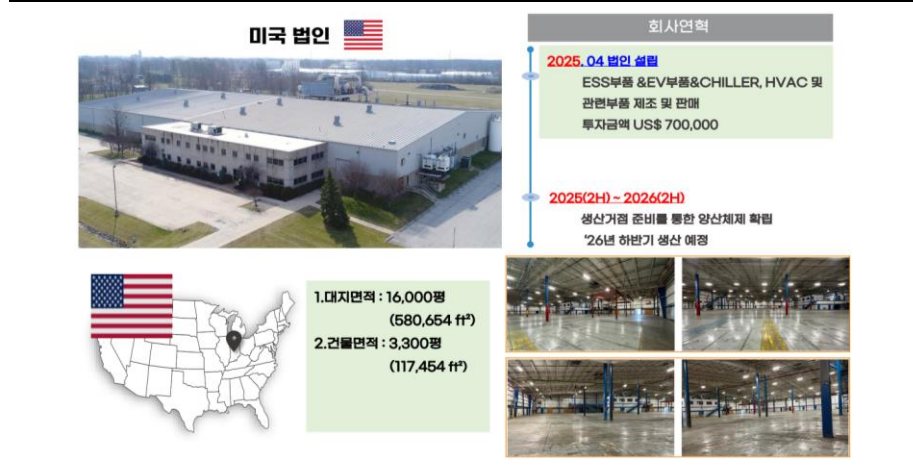 미국 법인
회사연혁
2025. 04 법인 설립
ESS부품 &EV부품&CHILLER, HVAC 및
관련부품 제조 및 판매
투자금액 US$ 700,000
2025(2H) ~ 2026(2H)
생산거점 준비를 통한 양산체제 확립
‘26년 하반기 생산 예정
1.대지면적 : 16,000평
(580,654 ft²)
2.건물면적 : 3,300평
(117,454 ft²)